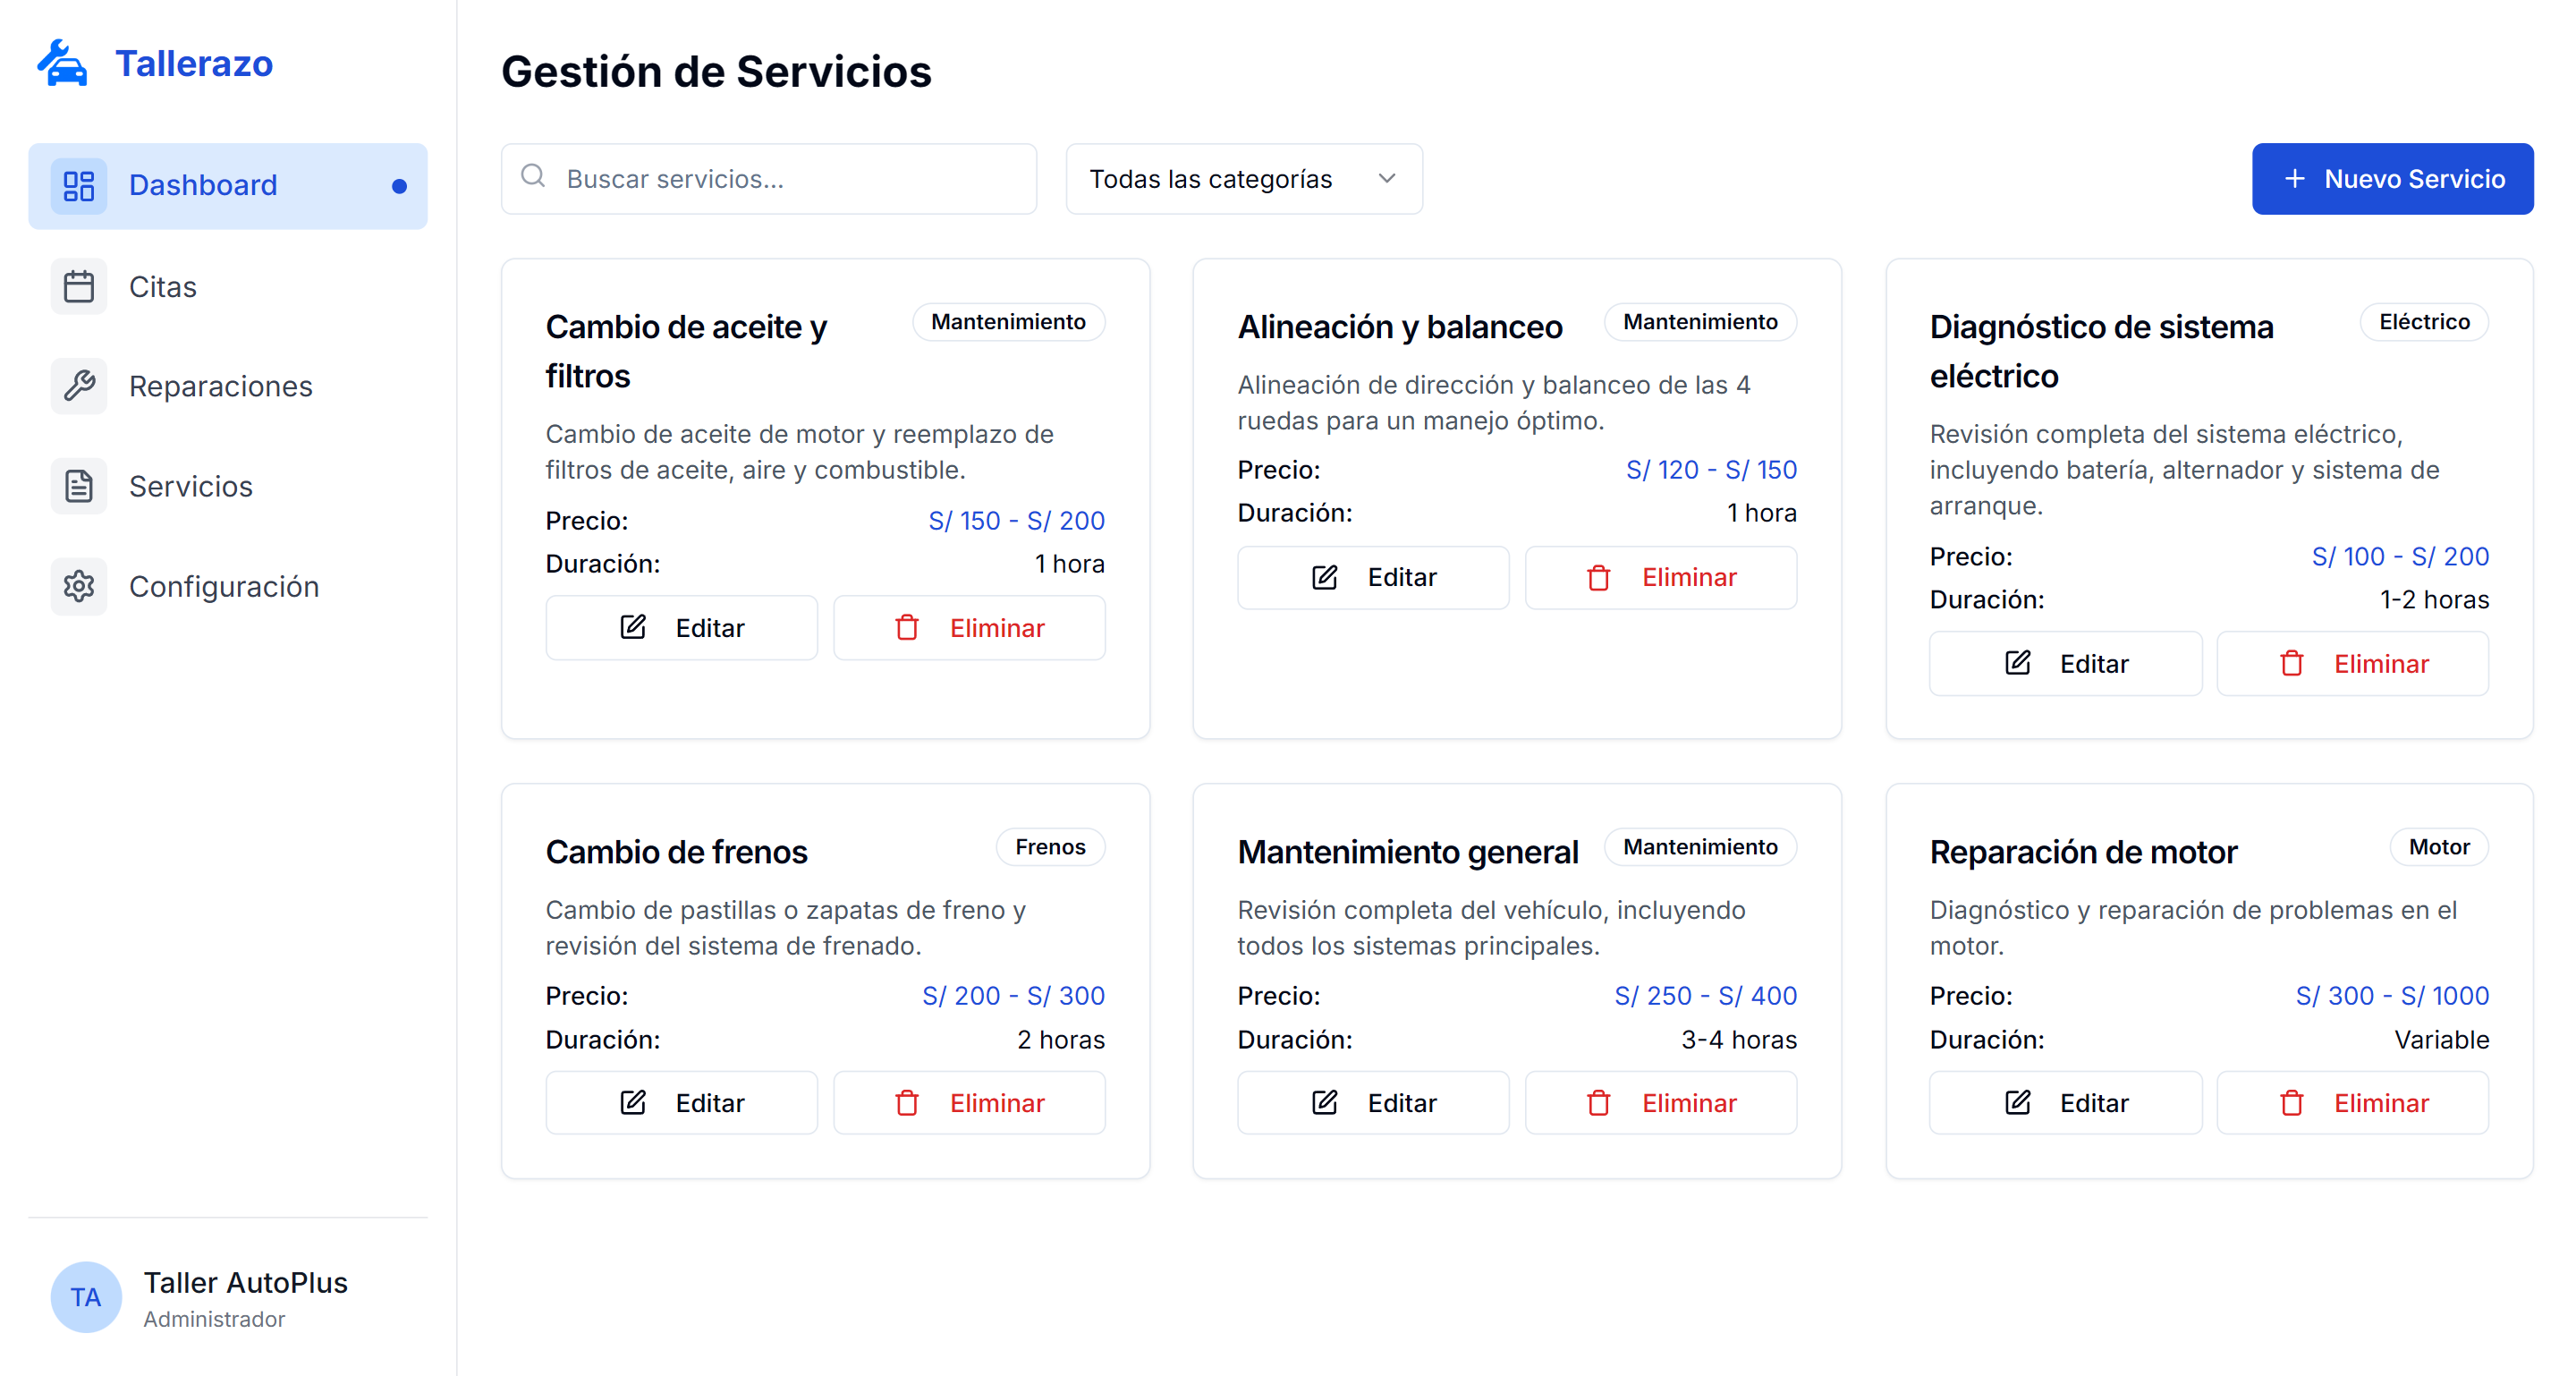 Tallerazo
Dashboard
Citas
Reparaciones
Servicios
Configuración
TA
Taller AutoPlus
Administrador
Gestión de Servicios
Buscar servicios...
Todas las categorías
Nuevo Servicio
Cambio de aceite y
filtros
Mantenimiento
Cambio de aceite de motor y reemplazo de
filtros de aceite, aire y combustible.
Precio: S/ 150 - S/ 200
Duración: 1 hora
Editar Eliminar
Alineación y balanceo
Mantenimiento
Alineación de dirección y balanceo de las 4
ruedas para un manejo óptimo.
Precio: S/ 120 - S/ 150
Duración: 1 hora
Editar Eliminar
Diagnóstico de sistema
eléctrico
Eléctrico
Revisión completa del sistema eléctrico,
incluyendo batería, alternador y sistema de
arranque.
Precio: S/ 100 - S/ 200
Duración: 1-2 horas
Editar Eliminar
Cambio de frenos
Frenos
Cambio de pastillas o zapatas de freno y
revisión del sistema de frenado.
Precio: S/ 200 - S/ 300
Duración: 2 horas
Editar Eliminar
Mantenimiento general
Mantenimiento
Revisión completa del vehículo, incluyendo
todos los sistemas principales.
Precio: S/ 250 - S/ 400
Duración: 3-4 horas
Editar Eliminar
Reparación de motor
Motor
Diagnóstico y reparación de problemas en el
motor.
Precio: S/ 300 - S/ 1000
Duración: Variable
Editar Eliminar